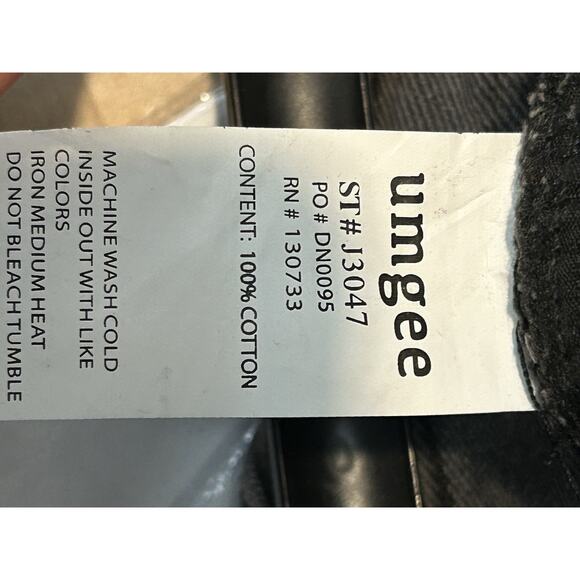 umgee
ST# J3047
PO # DN0095
RN # 130733
CONTENT: 100% COTTON
MACHINE WASH COLD
INSIDE OUT WITH LIKE
COLORS
IRON MEDIUM HEAT
DO NOT BLEACH TUMBLE